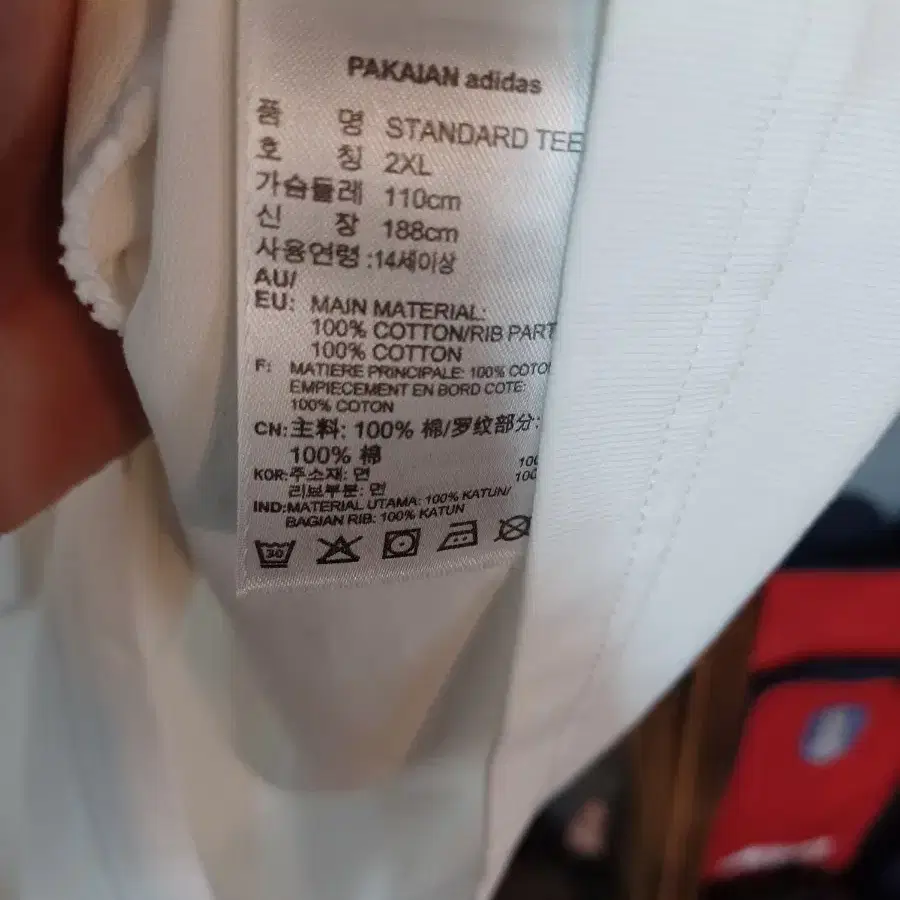 PAKAIAN adidas
품 명 STANDARD TEE
호 칭 2XL
가슴둘레 110cm
신 장 188cm
사용연령 :14세이상
AU/
EU: MAIN MATERIAL:
100% COTTON/RIB PART
100% COTTON
F: MATIERE PRINCIPALE: 100% COTO
EMPIECEMENT EN BORD COTE:
100% COTON
CN:主料: 100% 棉/罗纹部分:
100% 棉
KOR:주소재: 면 100
리브부분: 면 100
IND:MATERIAL UTAMA: 100% KATUN/
BAGIAN RIB: 100% KATUN
30